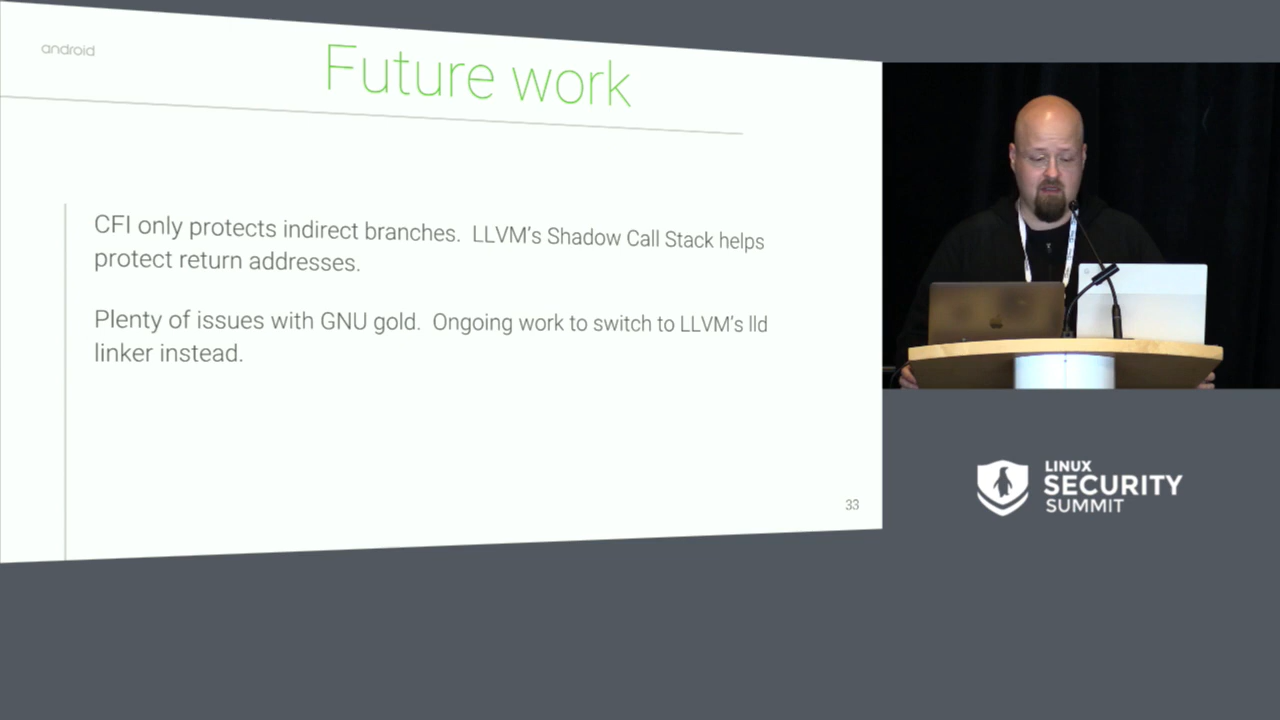 android
Future work
CFI only protects indirect branches.  LLVM's Shadow Call Stack helps
protect return addresses.
Plenty of issues with GNU gold.  Ongoing work to switch to LLVM's lld
linker instead.
33
LINUX
SECURITY
SUMMIT